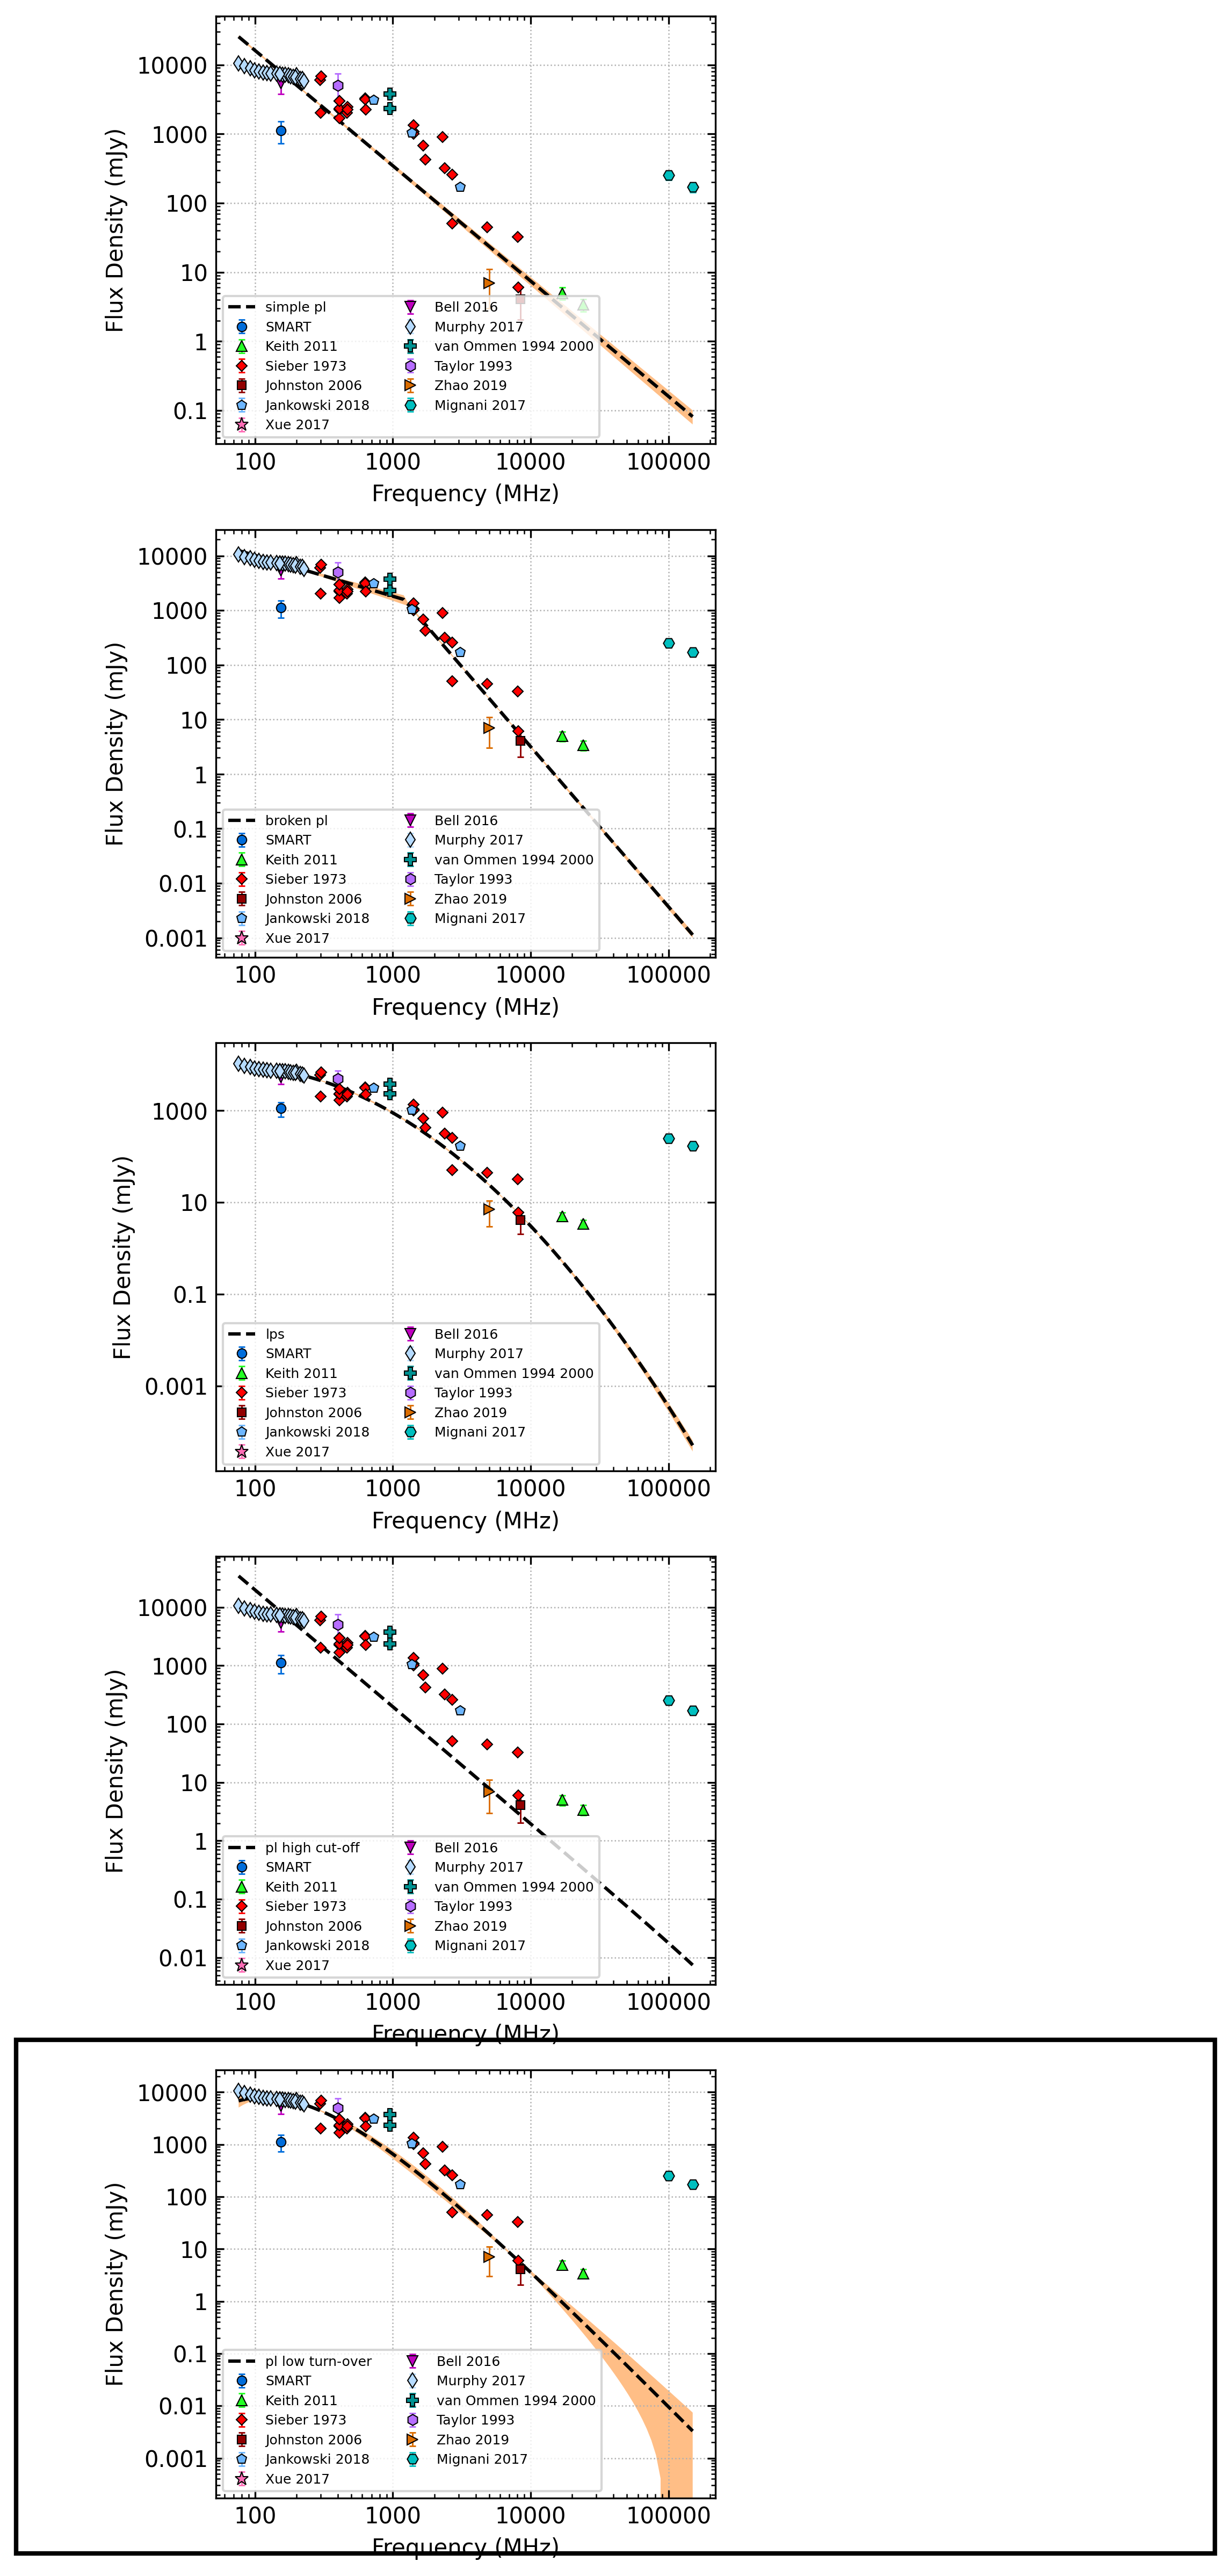 10000
1000
100
10
1
0.1
Flux Density (mJy)
simple pl
SMART
Keith 2011
Sieber 1973
Johnston 2006
Jankowski 2018
Xue 2017
Bell 2016
Murphy 2017
van Ommen 1994 2000
Taylor 1993
Zhao 2019
Mignani 2017
100 1000 10000 100000
Frequency (MHz)
10000
1000
100
10
1
0.1
0.01
0.001
Flux Density (mJy)
broken pl
SMART
Keith 2011
Sieber 1973
Johnston 2006
Jankowski 2018
Xue 2017
Bell 2016
Murphy 2017
van Ommen 1994 2000
Taylor 1993
Zhao 2019
Mignani 2017
100 1000 10000 100000
Frequency (MHz)
1000
10
0.1
0.001
Flux Density (mJy)
lps
SMART
Keith 2011
Sieber 1973
Johnston 2006
Jankowski 2018
Xue 2017
Bell 2016
Murphy 2017
van Ommen 1994 2000
Taylor 1993
Zhao 2019
Mignani 2017
100 1000 10000 100000
Frequency (MHz)
10000
1000
100
10
1
0.1
0.01
Flux Density (mJy)
pl high cut-off
SMART
Keith 2011
Sieber 1973
Johnston 2006
Jankowski 2018
Xue 2017
Bell 2016
Murphy 2017
van Ommen 1994 2000
Taylor 1993
Zhao 2019
Mignani 2017
100 1000 10000 100000
Frequency (MHz)
10000
1000
100
10
1
0.1
0.01
0.001
Flux Density (mJy)
pl low turn-over
SMART
Keith 2011
Sieber 1973
Johnston 2006
Jankowski 2018
Xue 2017
Bell 2016
Murphy 2017
van Ommen 1994 2000
Taylor 1993
Zhao 2019
Mignani 2017
100 1000 10000 100000
Frequency (MHz)